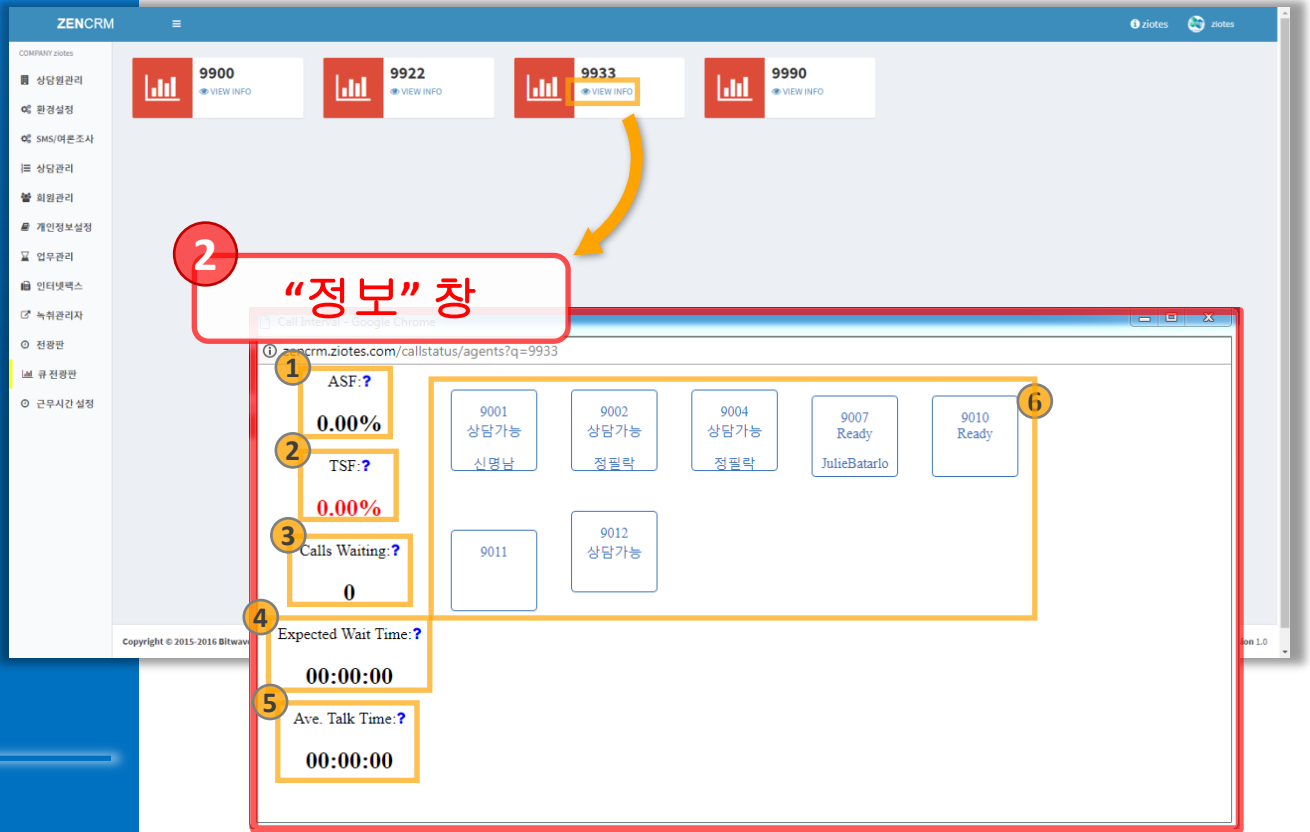 ZENCRM
ziotes
ziotes
COMPANY ziotes
상담원관리
환경설정
SMS/여론조사
상담관리
회원관리
개인정보설정
업무관리
인터넷팩스
녹취관리자
전광판
큐 전광판
근무시간 설정
9900
VIEW INFO
9922
VIEW INFO
9933
VIEW INFO
9990
VIEW INFO
2
“정보” 창
Call Interval - Google Chrome
zencrm.ziotes.com/callstatus/agents?q=9933
1
ASF:?
0.00%
2
TSF:?
0.00%
3
Calls Waiting:?
0
4
Expected Wait Time:?
00:00:00
5
Ave. Talk Time:?
00:00:00
6
9001
상담가능
신명남
9002
상담가능
정필락
9004
상담가능
정필락
9007
Ready
JulieBatarlo
9010
Ready
9011
9012
상담가능
Copyright © 2015-2016
1.0